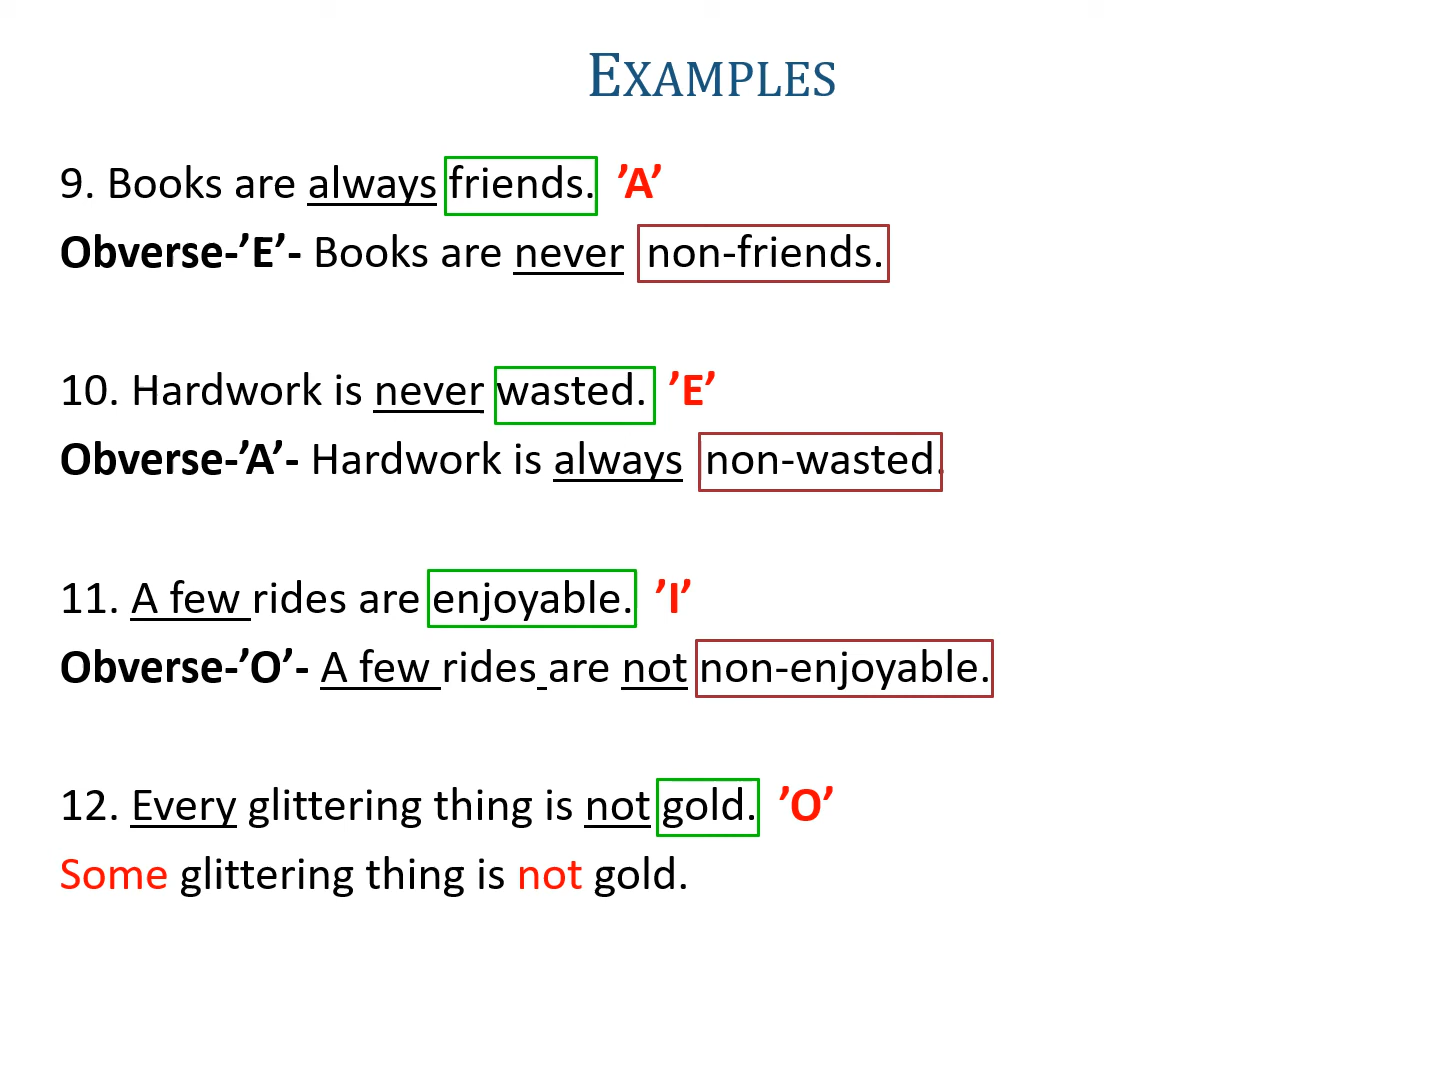 EXAMPLES
9. Books are always friends. ’A’
Obverse-’E’- Books are never non-friends.
10. Hardwork is never wasted. ’E’
Obverse-’A’- Hardwork is always non-wasted.
11. A few rides are enjoyable. ’I’
Obverse-’O’- A few rides are not non-enjoyable.
12. Every glittering thing is not gold. ’O’
Some glittering thing is not gold.